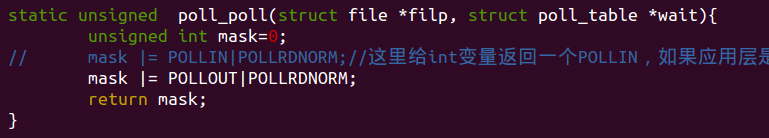 static unsigned  poll_poll(struct file *filp, struct poll_table *wait){
        unsigned int mask=0;
//      mask |= POLLIN|POLLRDNORM;//这里给int变量返回一个POLLIN，如果应用层是
        mask |= POLLOUT|POLLRDNORM;
        return mask;
}